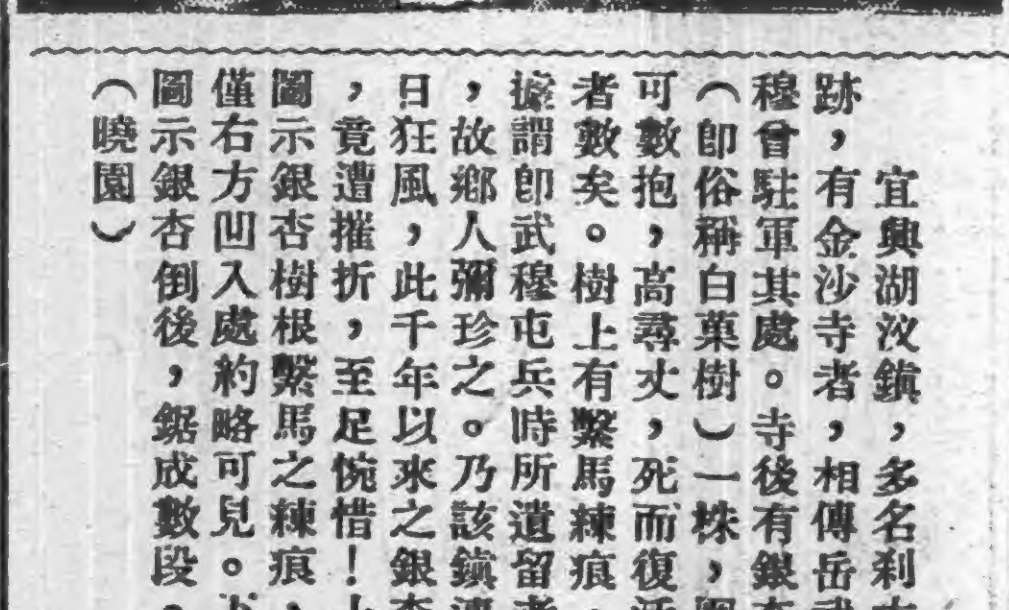 宜興湖㳇鎮，多名刹
跡，有金沙寺者，相傳岳
穆曾駐軍其處。寺後有銀
（卽俗稱白菓樹）一株，
可數抱，高尋丈，死而復
者數矣。樹上有繫馬練痕
據謂卽武穆屯兵時所遺留
，故鄉人彌珍之。乃該鎮
日狂風，此千年以來之銀
，竟遭摧折，至足惋惜！
圖示銀杏樹根繫馬之練痕，
僅右方凹入處約略可見。
圖示銀杏倒後，鋸成數段。
（曉園）